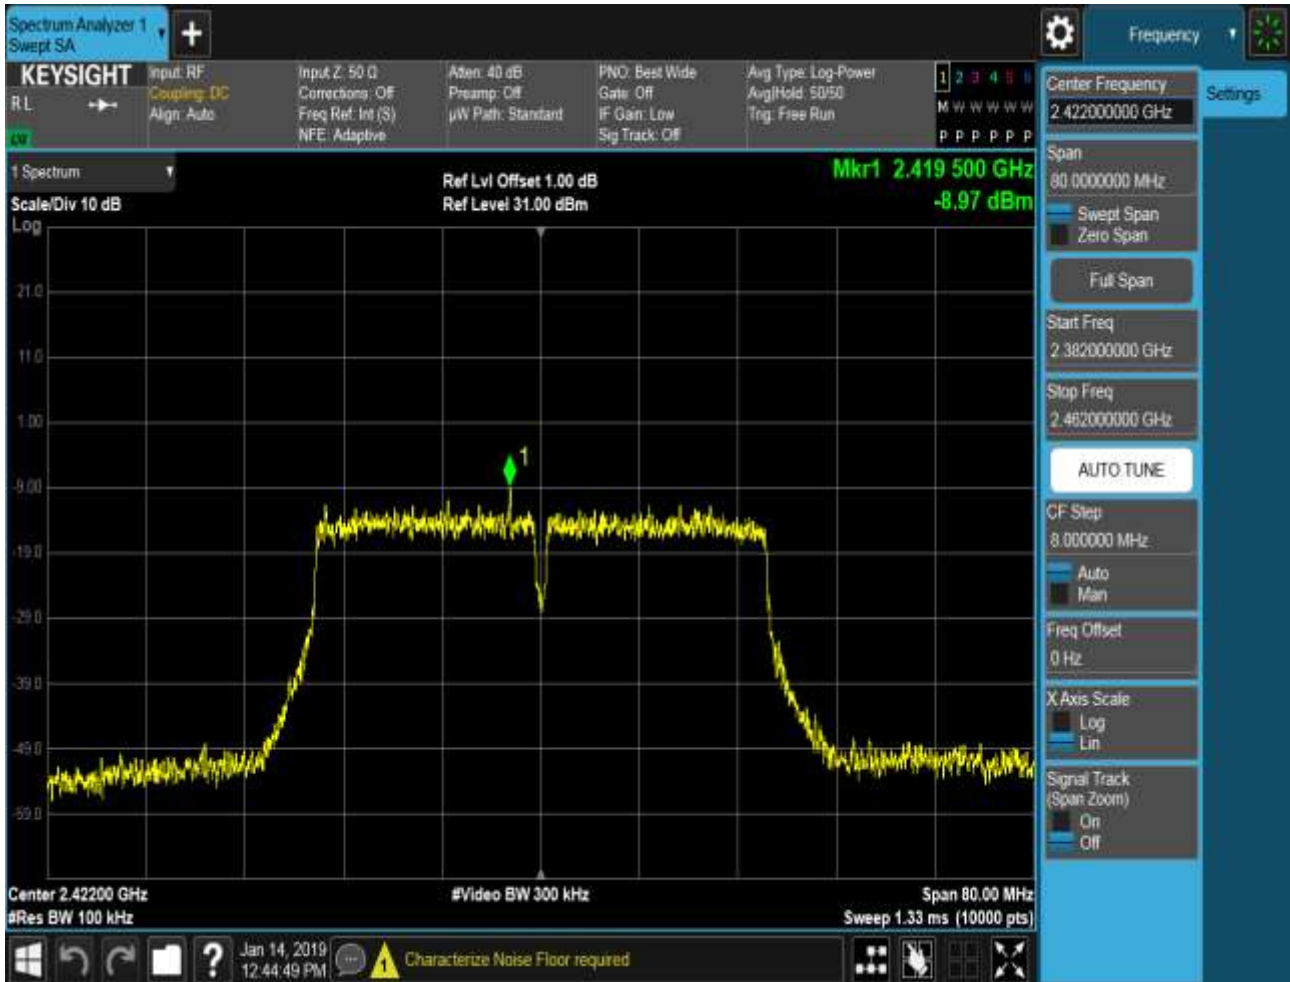 Spectrum Analyzer 1
Swept SA
+
Frequency
KEYSIGHT
R L
LXI
Input: RF
Coupling: DC
Align: Auto
Input Z: 50 Ω
Corrections: Off
Freq Ref: Int (S)
NFE: Adaptive
Atten: 40 dB
Preamp: Off
µW Path: Standard
PNO: Best Wide
Gate: Off
IF Gain: Low
Sig Track: Off
Avg Type: Log-Power
Avg|Hold: 50/50
Trig: Free Run
1 2 3 4 5 6
M W W W W W
P P P P P P
1 Spectrum
Scale/Div 10 dB
Log
Ref Lvl Offset 1.00 dB
Ref Level 31.00 dBm
Mkr1 2.419 500 GHz
-8.97 dBm
21.0
11.0
1.00
-9.00
-19.0
-29.0
-39.0
-49.0
-59.0
1
Center 2.42200 GHz
#Res BW 100 kHz
#Video BW 300 kHz
Span 80.00 MHz
Sweep 1.33 ms (10000 pts)
Jan 14, 2019
12:44:49 PM
?
1
Characterize Noise Floor required
Center Frequency
2.422000000 GHz
Settings
Span
80.0000000 MHz
Swept Span
Zero Span
Full Span
Start Freq
2.382000000 GHz
Stop Freq
2.462000000 GHz
AUTO TUNE
CF Step
8.000000 MHz
Auto
Man
Freq Offset
0 Hz
X Axis Scale
Log
Lin
Signal Track
(Span Zoom)
On
Off